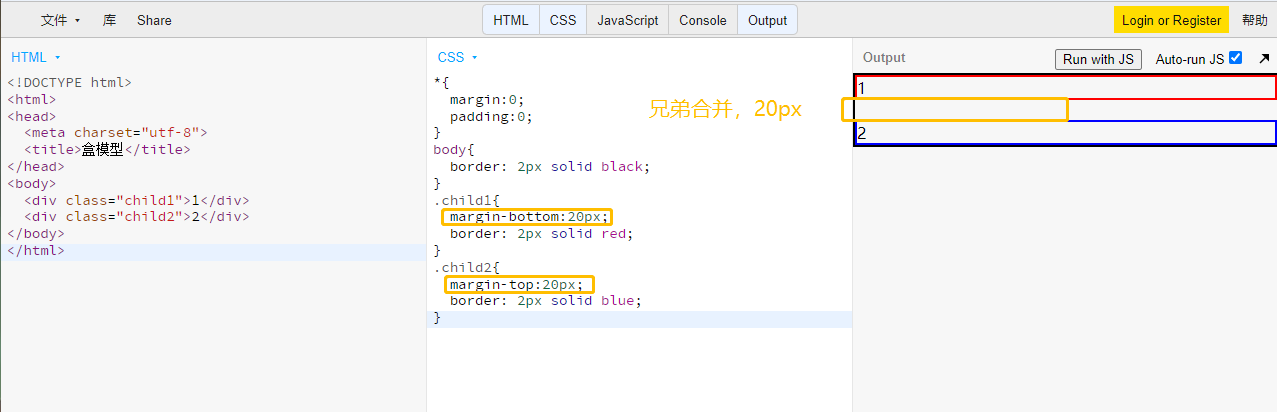 文件 库 Share HTML CSS JavaScript Console Output Login or Register 帮助
HTML
<!DOCTYPE html>
<html>
<head>
  <meta charset="utf-8">
  <title>盒模型</title>
</head>
<body>
  <div class="child1">1</div>
  <div class="child2">2</div>
</body>
</html>
CSS
*{
  margin:0;
  padding:0;
}
body{
  border: 2px solid black;
}
.child1{
  margin-bottom:20px;
  border: 2px solid red;
}
.child2{
  margin-top:20px;
  border: 2px solid blue;
}
兄弟合并，20px
Output Run with JS Auto-run JS
1
2